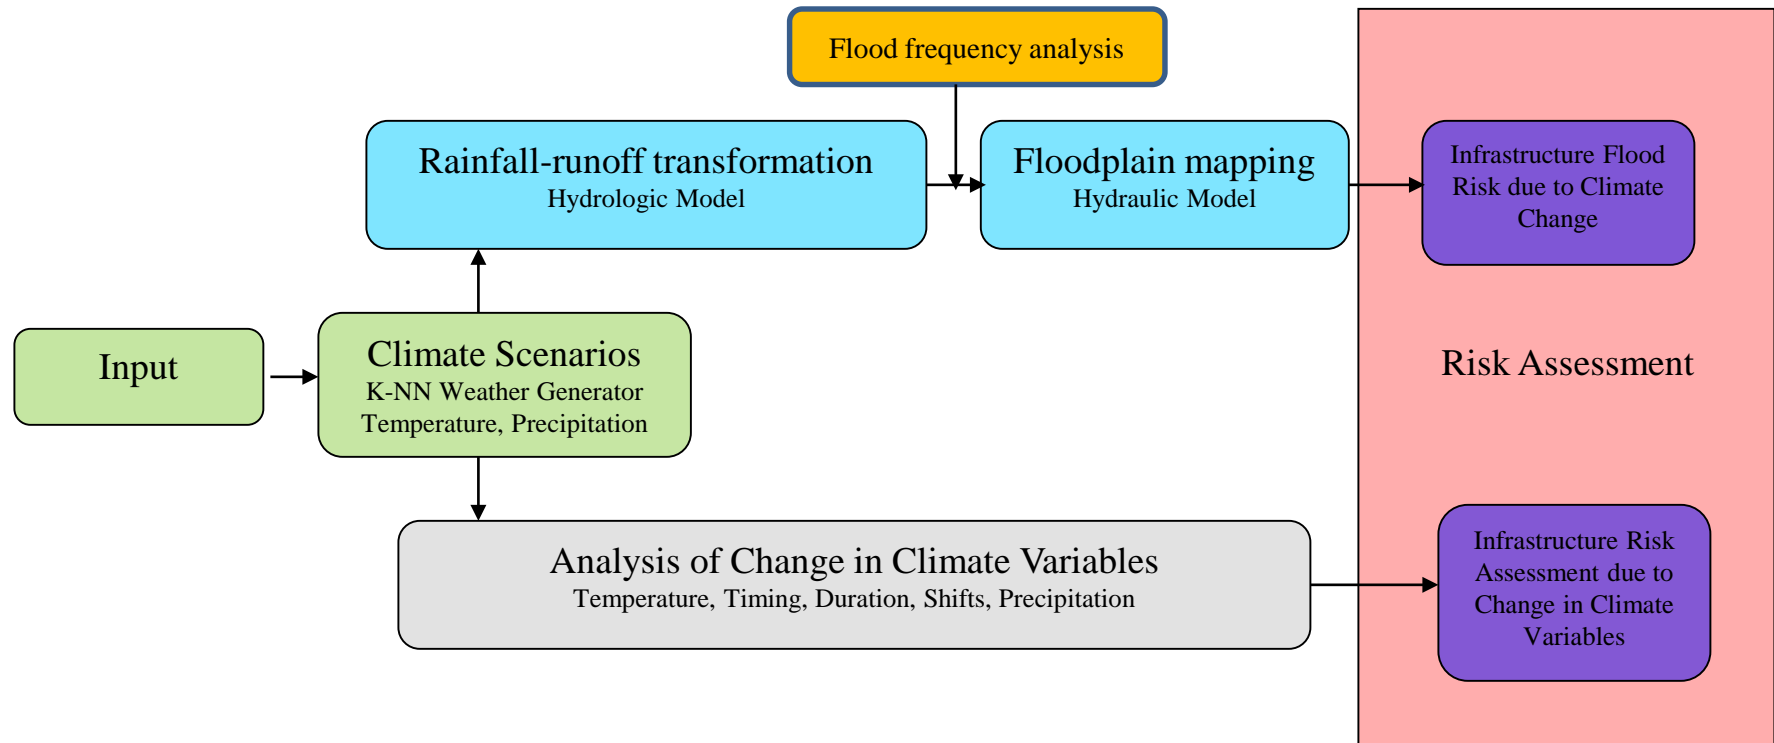 Flood frequency analysis
Rainfall-runoff transformation
Hydrologic Model
Floodplain mapping
Hydraulic Model
Infrastructure Flood
Risk due to Climate
Change
Input
Climate Scenarios
K-NN Weather Generator
Temperature, Precipitation
Risk Assessment
Analysis of Change in Climate Variables
Temperature, Timing, Duration, Shifts, Precipitation
Infrastructure Risk
Assessment due to
Change in Climate
Variables